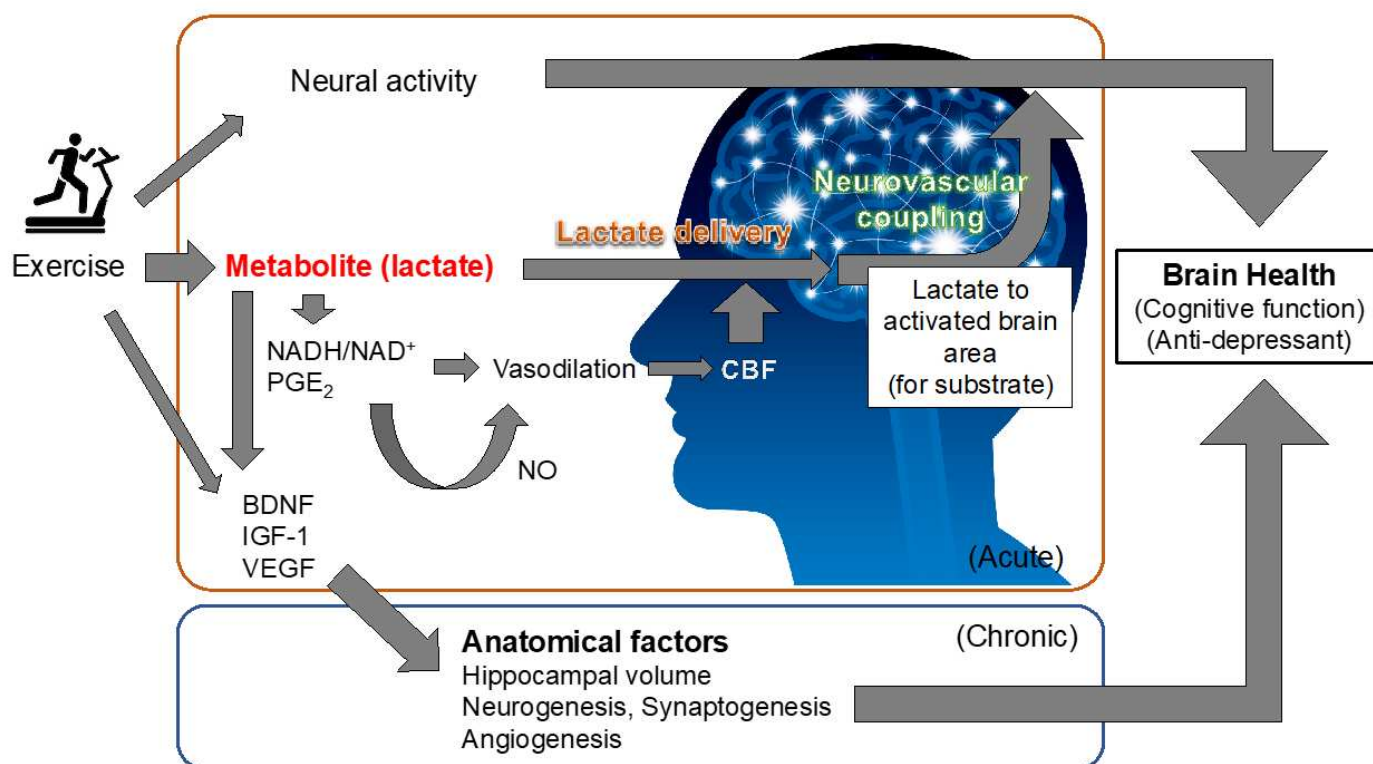 Neural activity
Exercise
Metabolite (lactate)
Lactate delivery
Neurovascular
coupling
NADH/NAD⁺
PGE₂
Vasodilation
CBF
NO
Lactate to
activated brain
area
(for substrate)
Brain Health
(Cognitive function)
(Anti-depressant)
BDNF
IGF-1
VEGF
(Acute)
Anatomical factors
Hippocampal volume
Neurogenesis, Synaptogenesis
Angiogenesis
(Chronic)